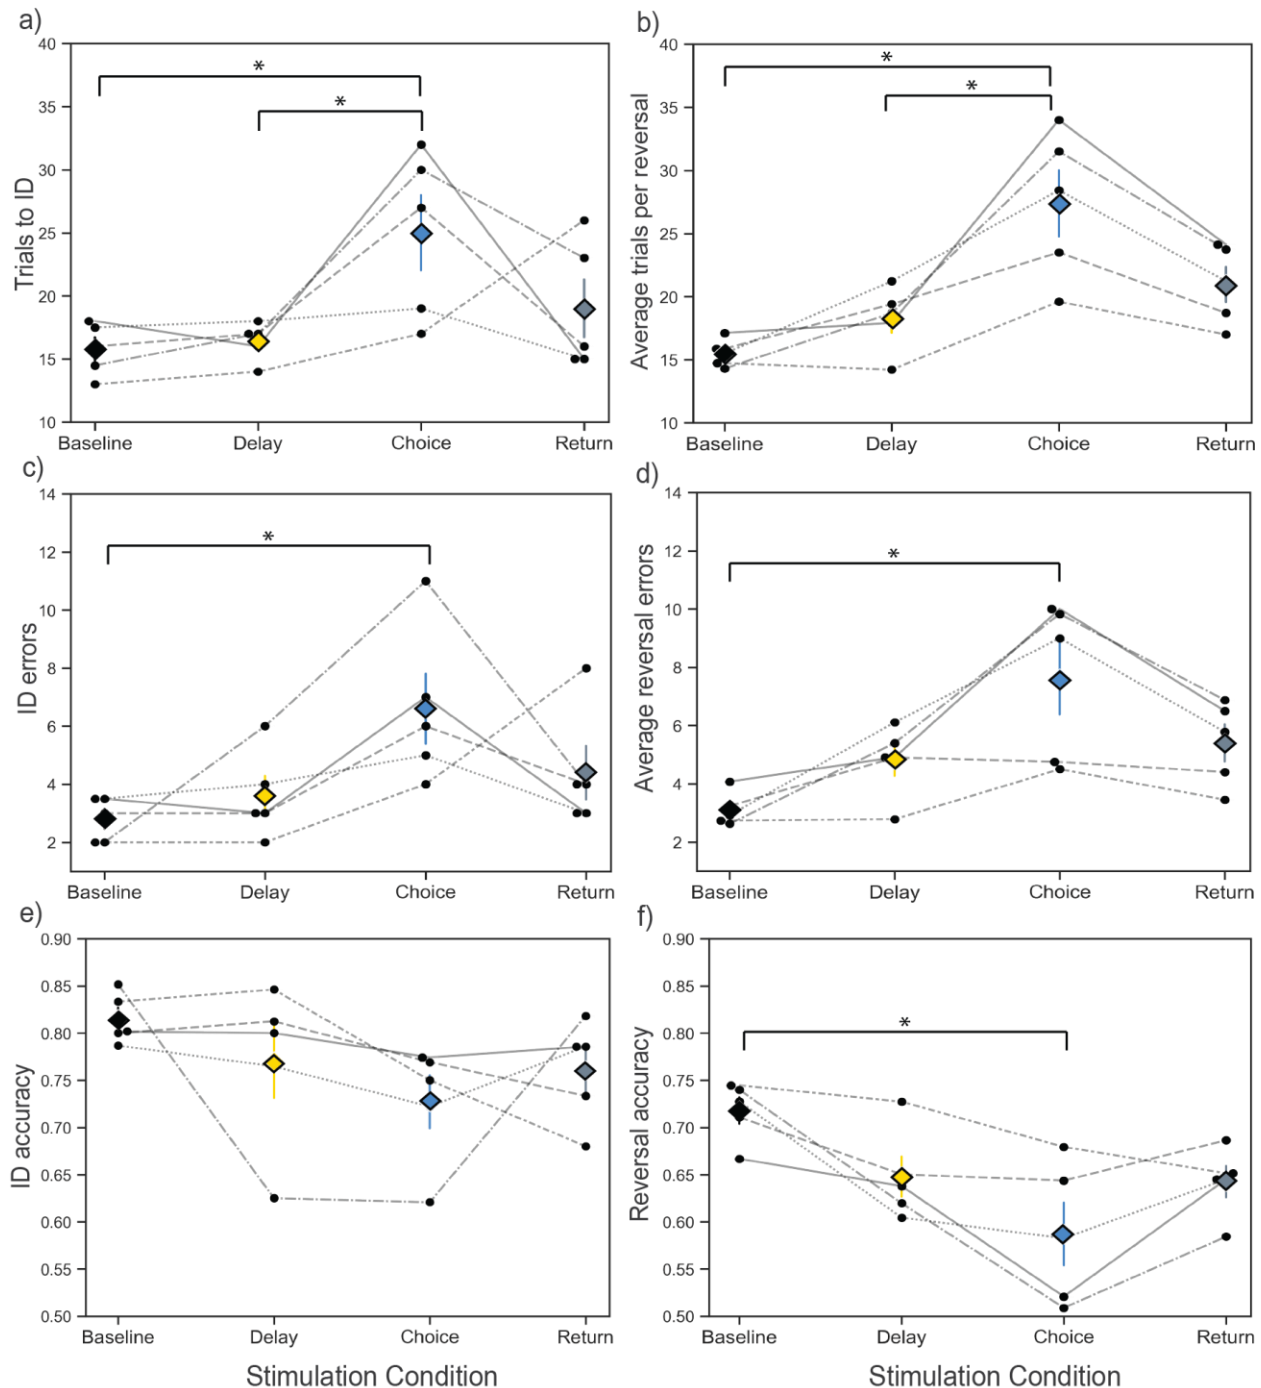 a)
Trials to ID
40
35
30
25
20
15
10
*
*
Baseline Delay Choice Return
b)
Average trials per reversal
40
35
30
25
20
15
10
*
*
Baseline Delay Choice Return
c)
ID errors
14
12
10
8
6
4
2
*
Baseline Delay Choice Return
d)
Average reversal errors
14
12
10
8
6
4
2
*
Baseline Delay Choice Return
e)
ID accuracy
0.90
0.85
0.80
0.75
0.70
0.65
0.60
0.55
0.50
Baseline Delay Choice Return
Stimulation Condition
f)
Reversal accuracy
0.90
0.85
0.80
0.75
0.70
0.65
0.60
0.55
0.50
*
Baseline Delay Choice Return
Stimulation Condition